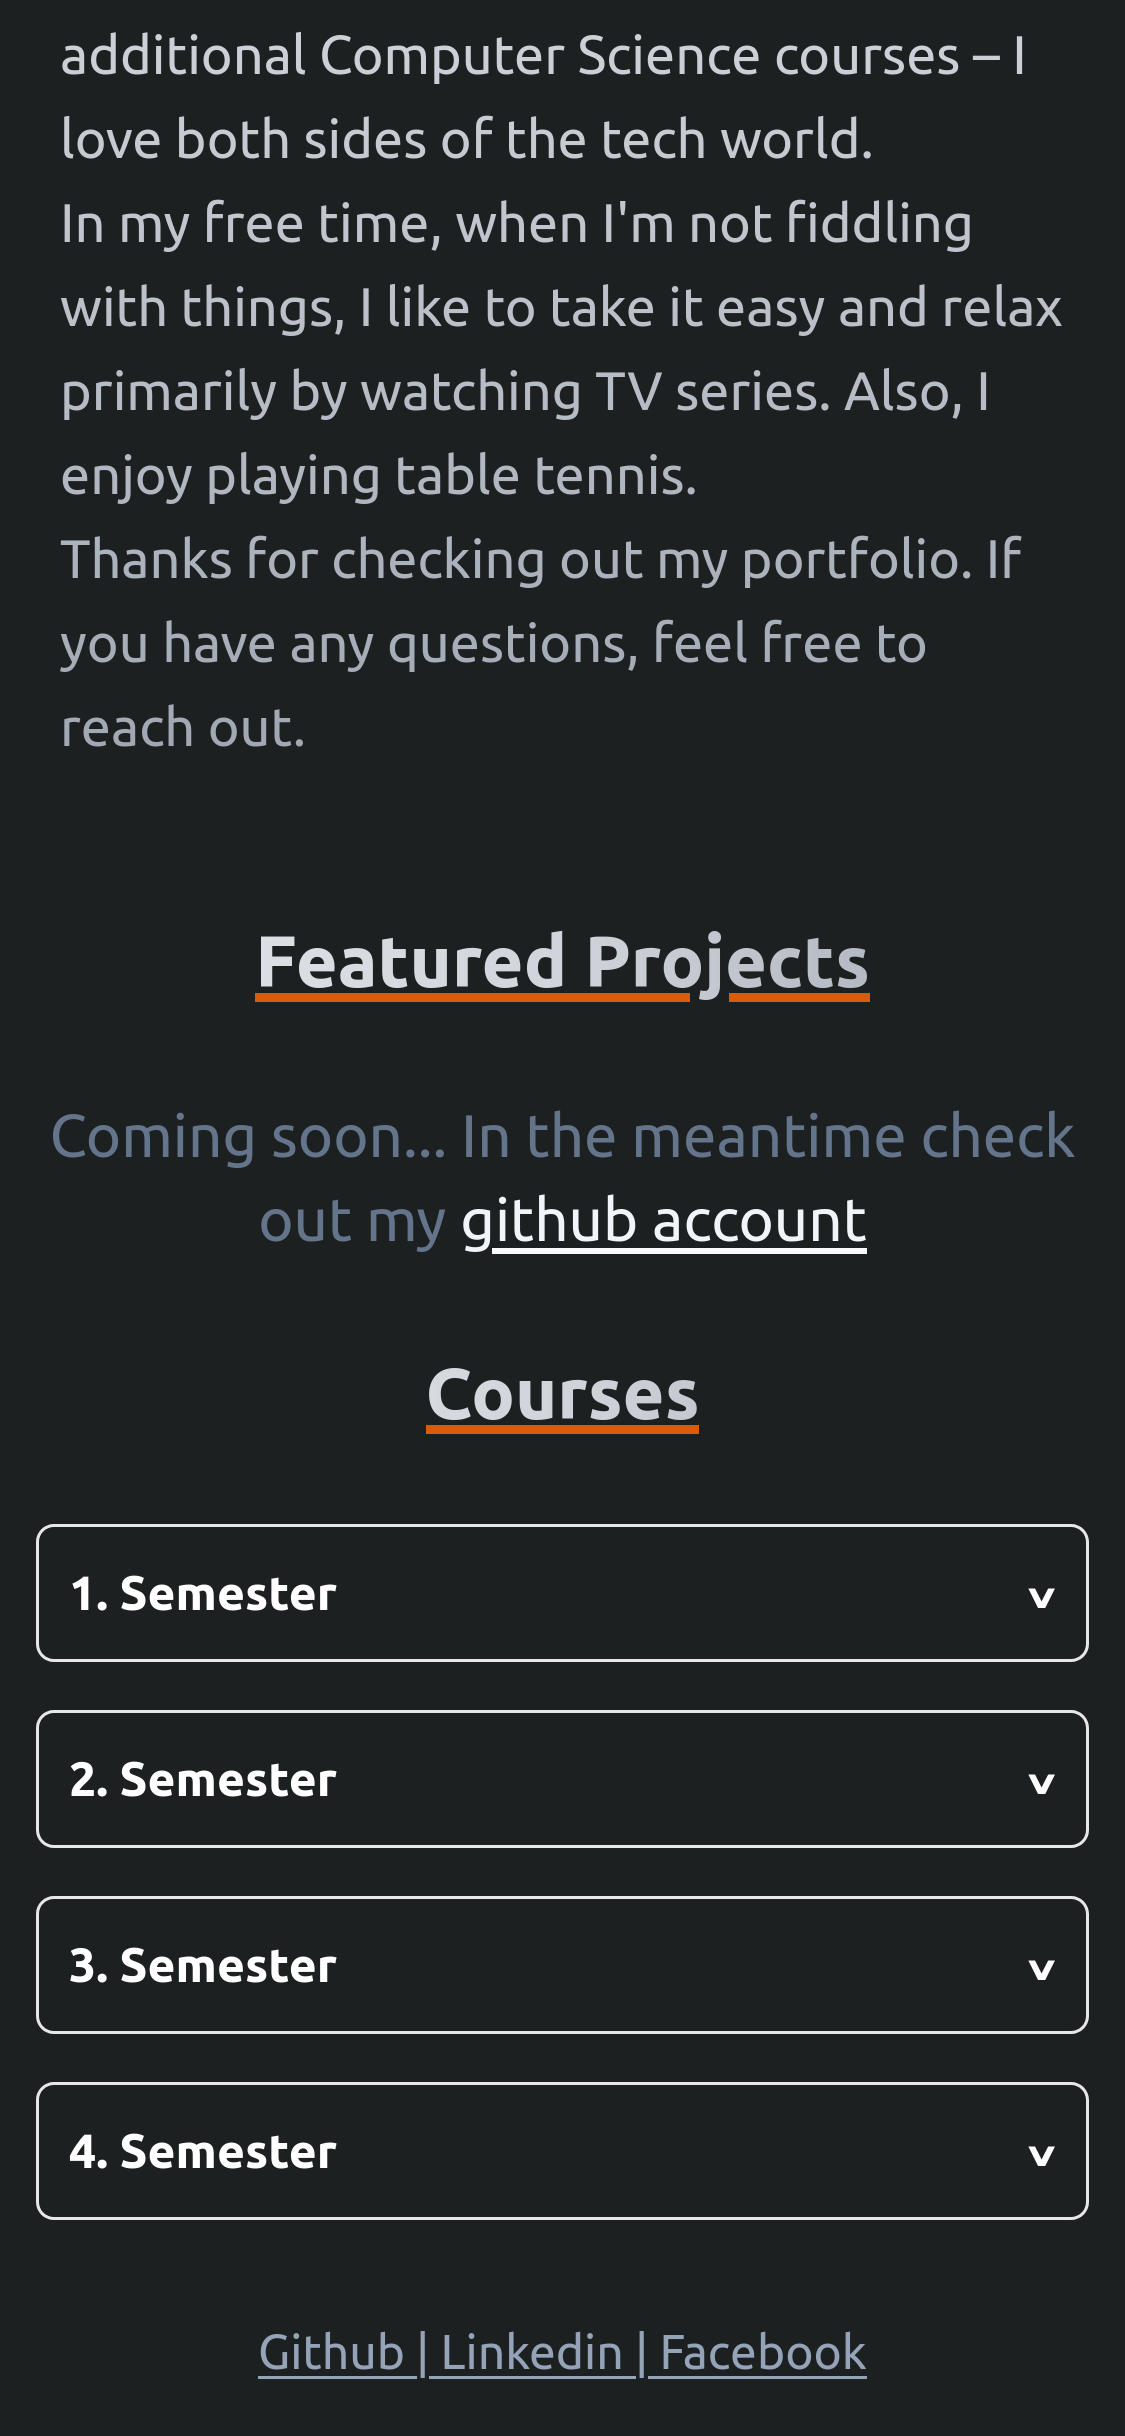 additional Computer Science courses – I
love both sides of the tech world.
In my free time, when I'm not fiddling
with things, I like to take it easy and relax
primarily by watching TV series. Also, I
enjoy playing table tennis.
Thanks for checking out my portfolio. If
you have any questions, feel free to
reach out.
Featured Projects
Coming soon... In the meantime check
out my github account
Courses
1. Semester
2. Semester
3. Semester
4. Semester
Github | Linkedin | Facebook